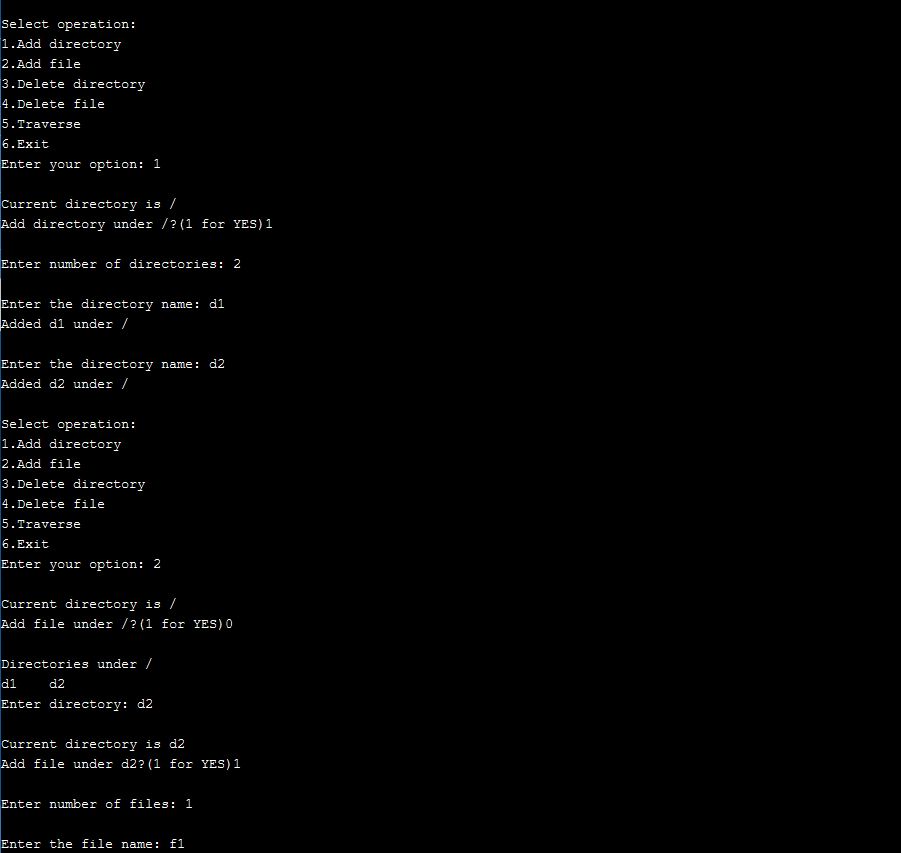 Select operation:
1.Add directory
2.Add file
3.Delete directory
4.Delete file
5.Traverse
6.Exit
Enter your option: 1
Current directory is /
Add directory under /?(1 for YES)1
Enter number of directories: 2
Enter the directory name: d1
Added d1 under /
Enter the directory name: d2
Added d2 under /
Select operation:
1.Add directory
2.Add file
3.Delete directory
4.Delete file
5.Traverse
6.Exit
Enter your option: 2
Current directory is /
Add file under /?(1 for YES)0
Directories under /
d1    d2
Enter directory: d2
Current directory is d2
Add file under d2?(1 for YES)1
Enter number of files: 1
Enter the file name: f1